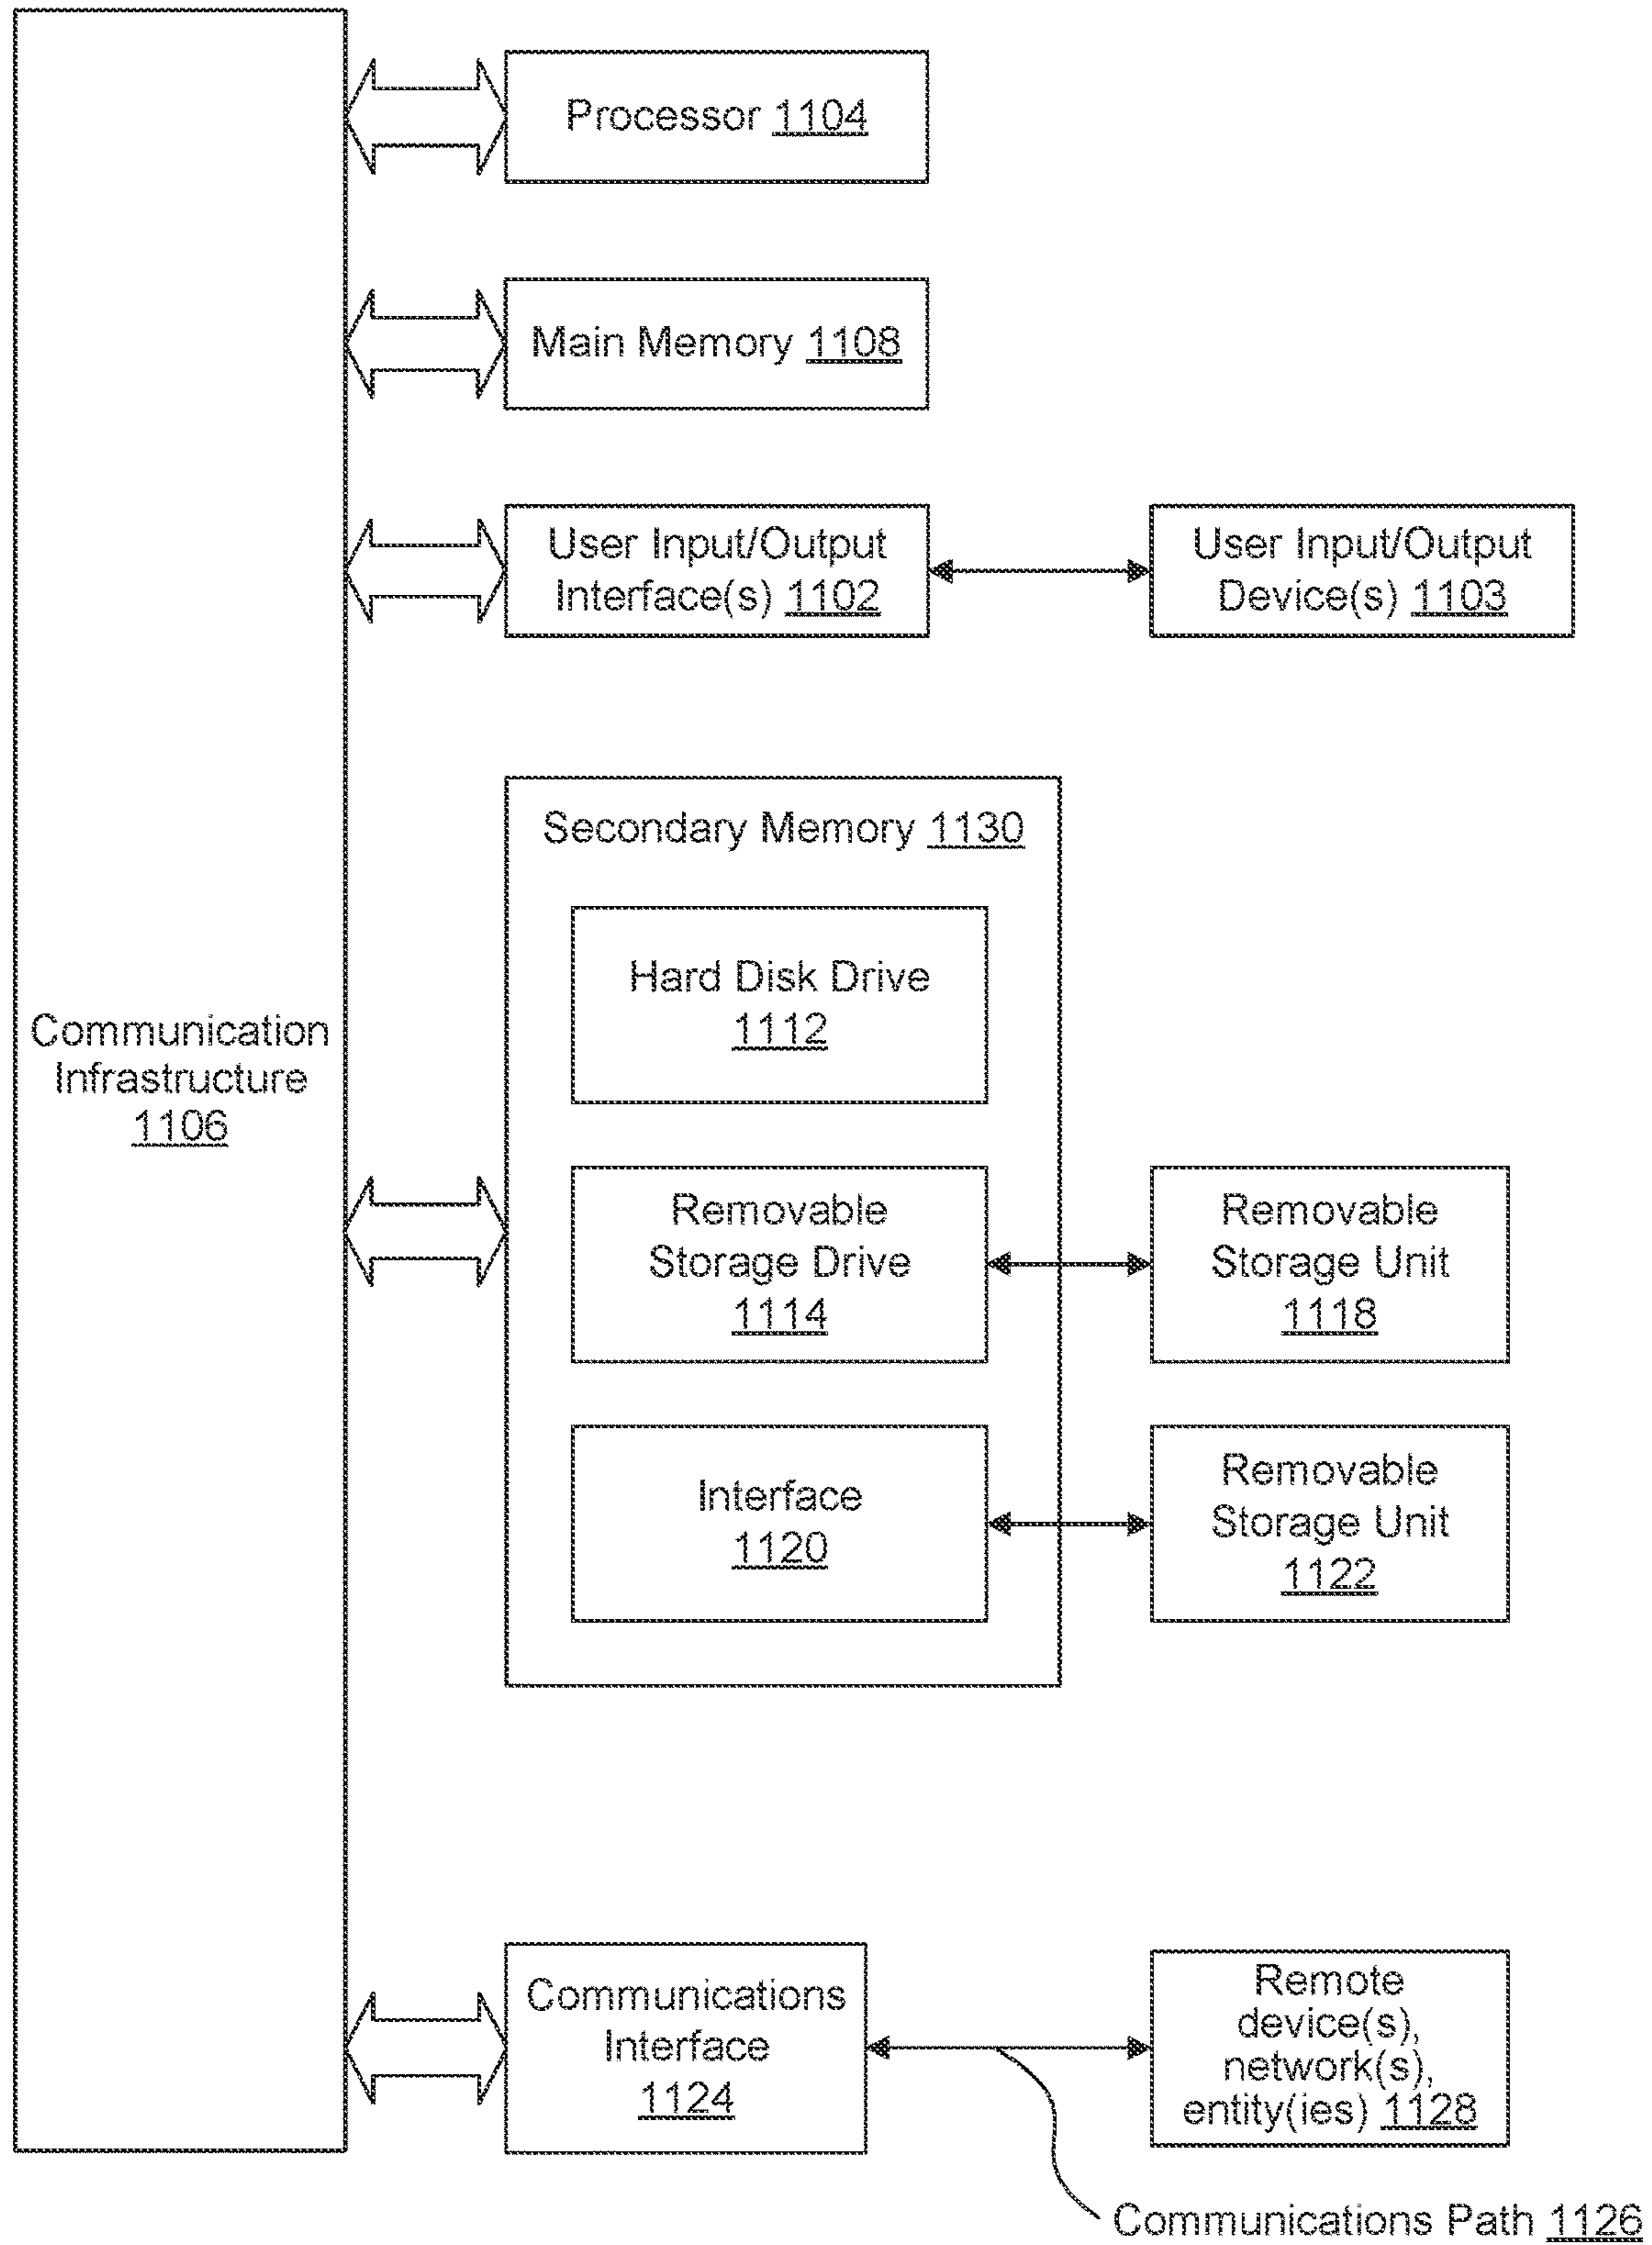 Processor 1104
Main Memory 1108
User Input/Output
Interface(s) 1102
User Input/Output
Device(s) 1103
Secondary Memory 1130
Hard Disk Drive
1112
Communication
Infrastructure
1106
Removable
Storage Drive
1114
Removable
Storage Unit
1118
Interface
1120
Removable
Storage Unit
1122
Communications
Interface
1124
Remote
device(s),
network(s),
entity(ies) 1128
Communications Path 1126